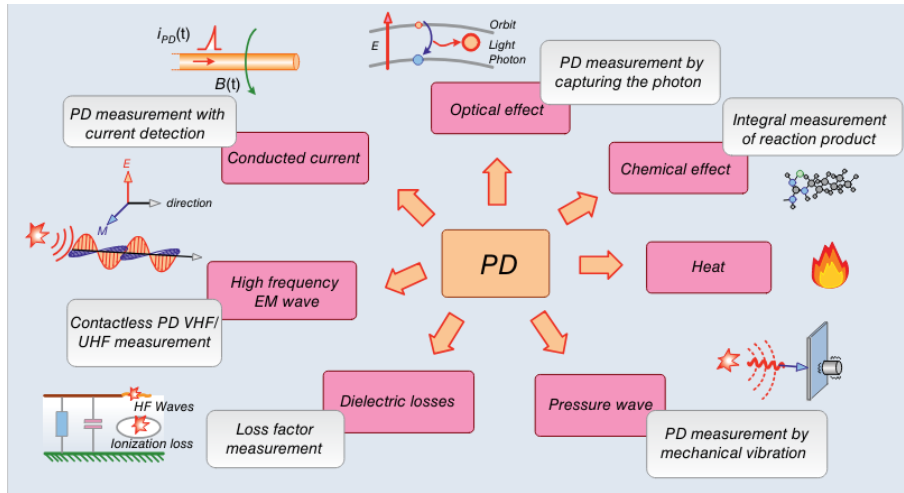 i_PD(t)
B(t)
E
Orbit
Light
Photon
PD measurement by
capturing the photon
Optical effect
PD measurement with
current detection
Conducted current
Integral measurement
of reaction product
Chemical effect
E
direction
M
PD
Heat
High frequency
EM wave
Contactless PD VHF/
UHF measurement
HF Waves
Ionization loss
Dielectric losses
Loss factor
measurement
Pressure wave
PD measurement by
mechanical vibration